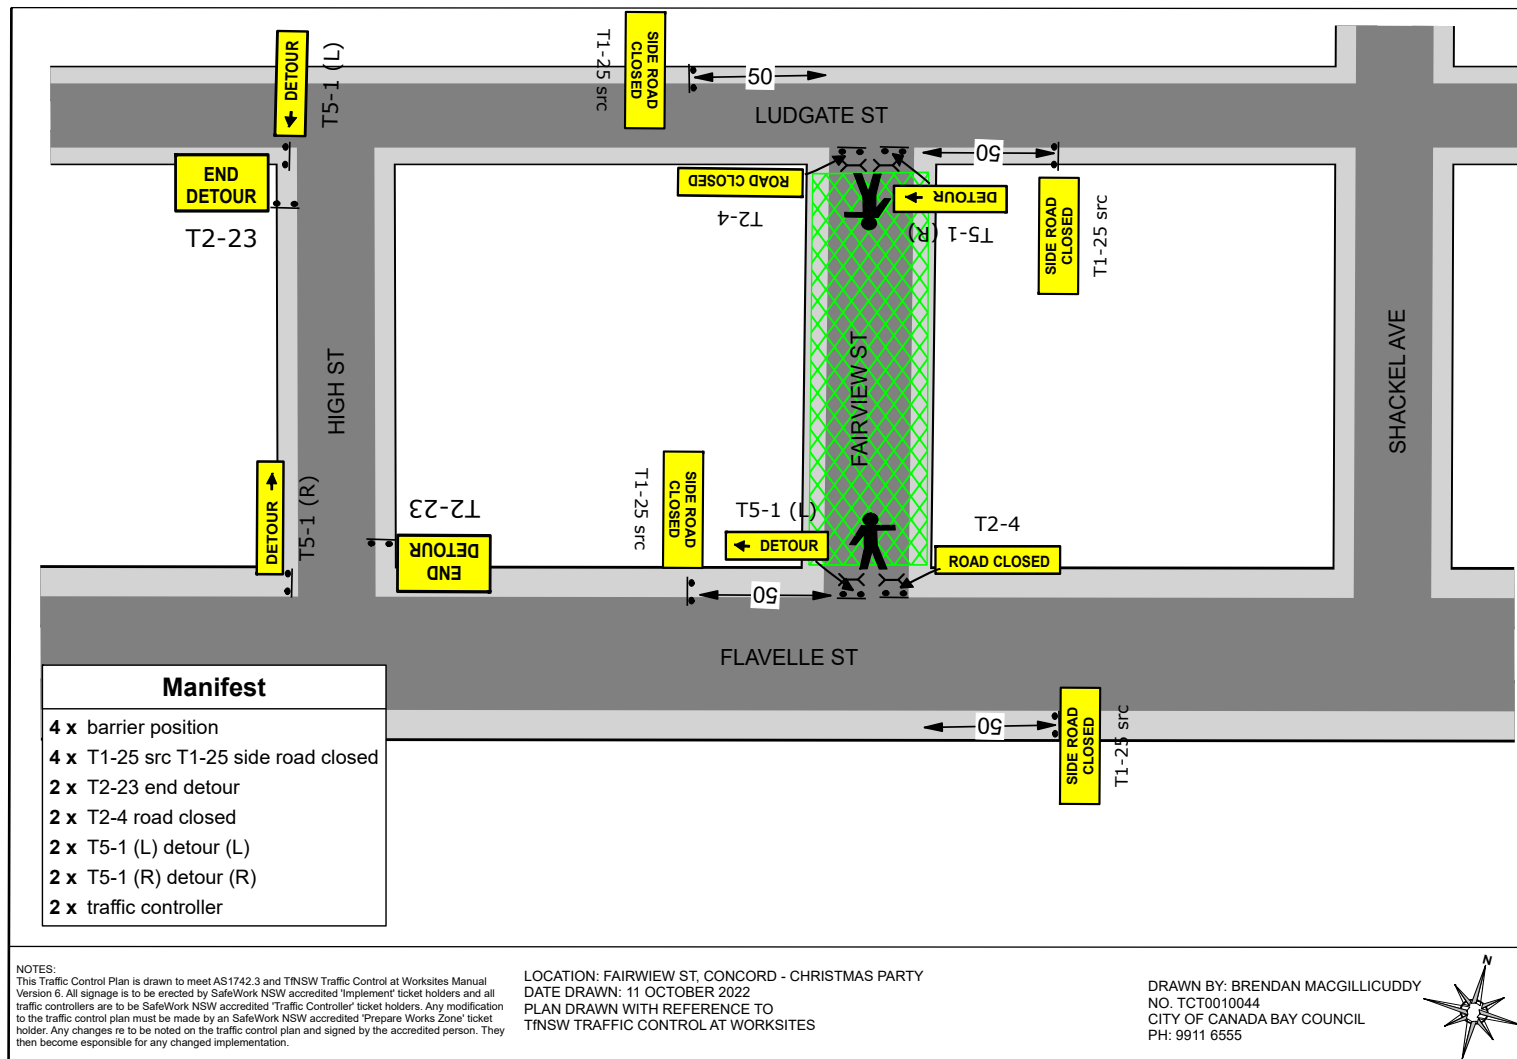 DETOUR
T5-1 (L)
SIDE ROAD
CLOSED
T1-25 src
50
LUDGATE ST
END
DETOUR
T2-23
ROAD CLOSED
T2-4
DETOUR
T5-1 (R)
50
SIDE ROAD
CLOSED
T1-25 src
HIGH ST
FAIRVIEW ST
SHACKEL AVE
DETOUR
T5-1 (R)
T2-23
END
DETOUR
SIDE ROAD
CLOSED
T1-25 src
T5-1 (L)
DETOUR
T2-4
ROAD CLOSED
50
FLAVELLE ST
50
SIDE ROAD
CLOSED
T1-25 src
Manifest
4 x barrier position
4 x T1-25 src T1-25 side road closed
2 x T2-23 end detour
2 x T2-4 road closed
2 x T5-1 (L) detour (L)
2 x T5-1 (R) detour (R)
2 x traffic controller
NOTES:
This Traffic Control Plan is drawn to meet AS1742.3 and TfNSW Traffic Control at Worksites Manual
Version 6. All signage is to be erected by SafeWork NSW accredited 'Implement' ticket holders and all
traffic controllers are to be SafeWork NSW accredited 'Traffic Controller' ticket holders. Any modification
to the traffic control plan must be made by an SafeWork NSW accredited 'Prepare Works Zone' ticket
holder. Any changes re to be noted on the traffic control plan and signed by the accredited person. They
then become esponsible for any changed implementation.
LOCATION: FAIRWIEW ST, CONCORD - CHRISTMAS PARTY
DATE DRAWN: 11 OCTOBER 2022
PLAN DRAWN WITH REFERENCE TO
TfNSW TRAFFIC CONTROL AT WORKSITES
DRAWN BY: BRENDAN MACGILLICUDDY
NO. TCT0010044
CITY OF CANADA BAY COUNCIL
PH: 9911 6555
N